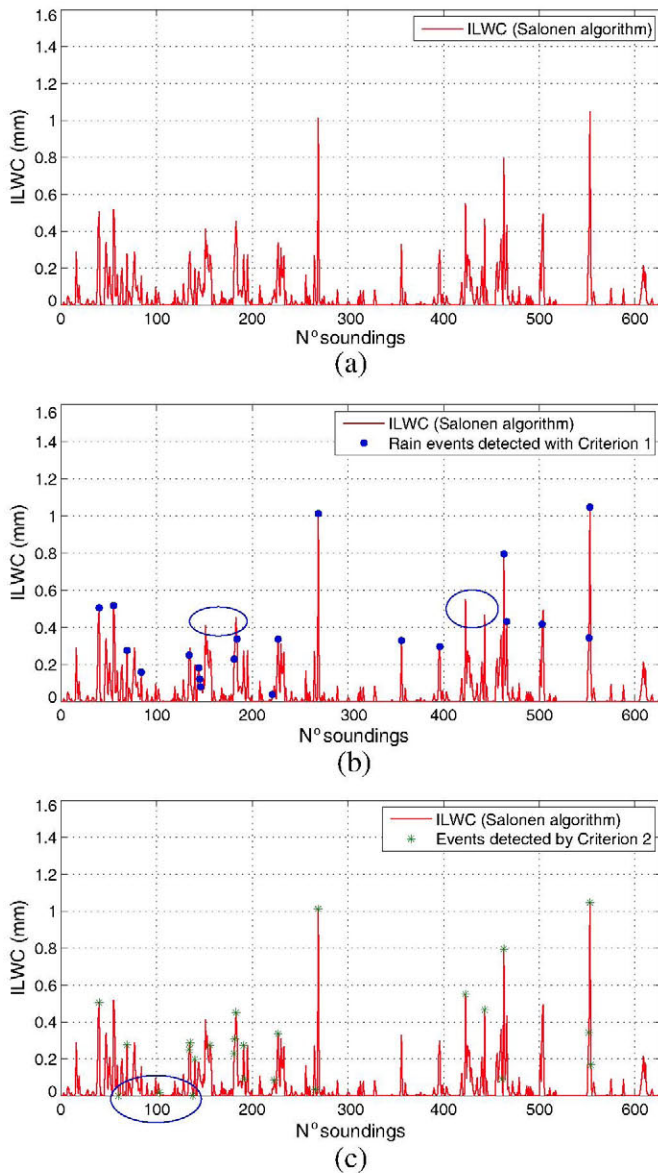 1.6
1.4
1.2
1
0.8
0.6
0.4
0.2
0
ILWC (mm)
ILWC (Salonen algorithm)
0 100 200 300 400 500 600
Nº soundings
(a)
1.6
1.4
1.2
1
0.8
0.6
0.4
0.2
0
ILWC (mm)
ILWC (Salonen algorithm)
Rain events detected with Criterion 1
0 100 200 300 400 500 600
Nº soundings
(b)
1.6
1.4
1.2
1
0.8
0.6
0.4
0.2
0
ILWC (mm)
ILWC (Salonen algorithm)
Events detected by Criterion 2
0 100 200 300 400 500 600
Nº soundings
(c)